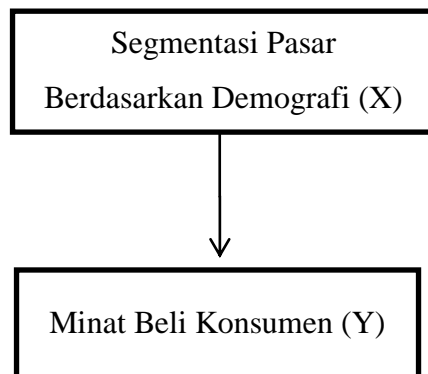 Segmentasi Pasar
Berdasarkan Demografi (X)
Minat Beli Konsumen (Y)